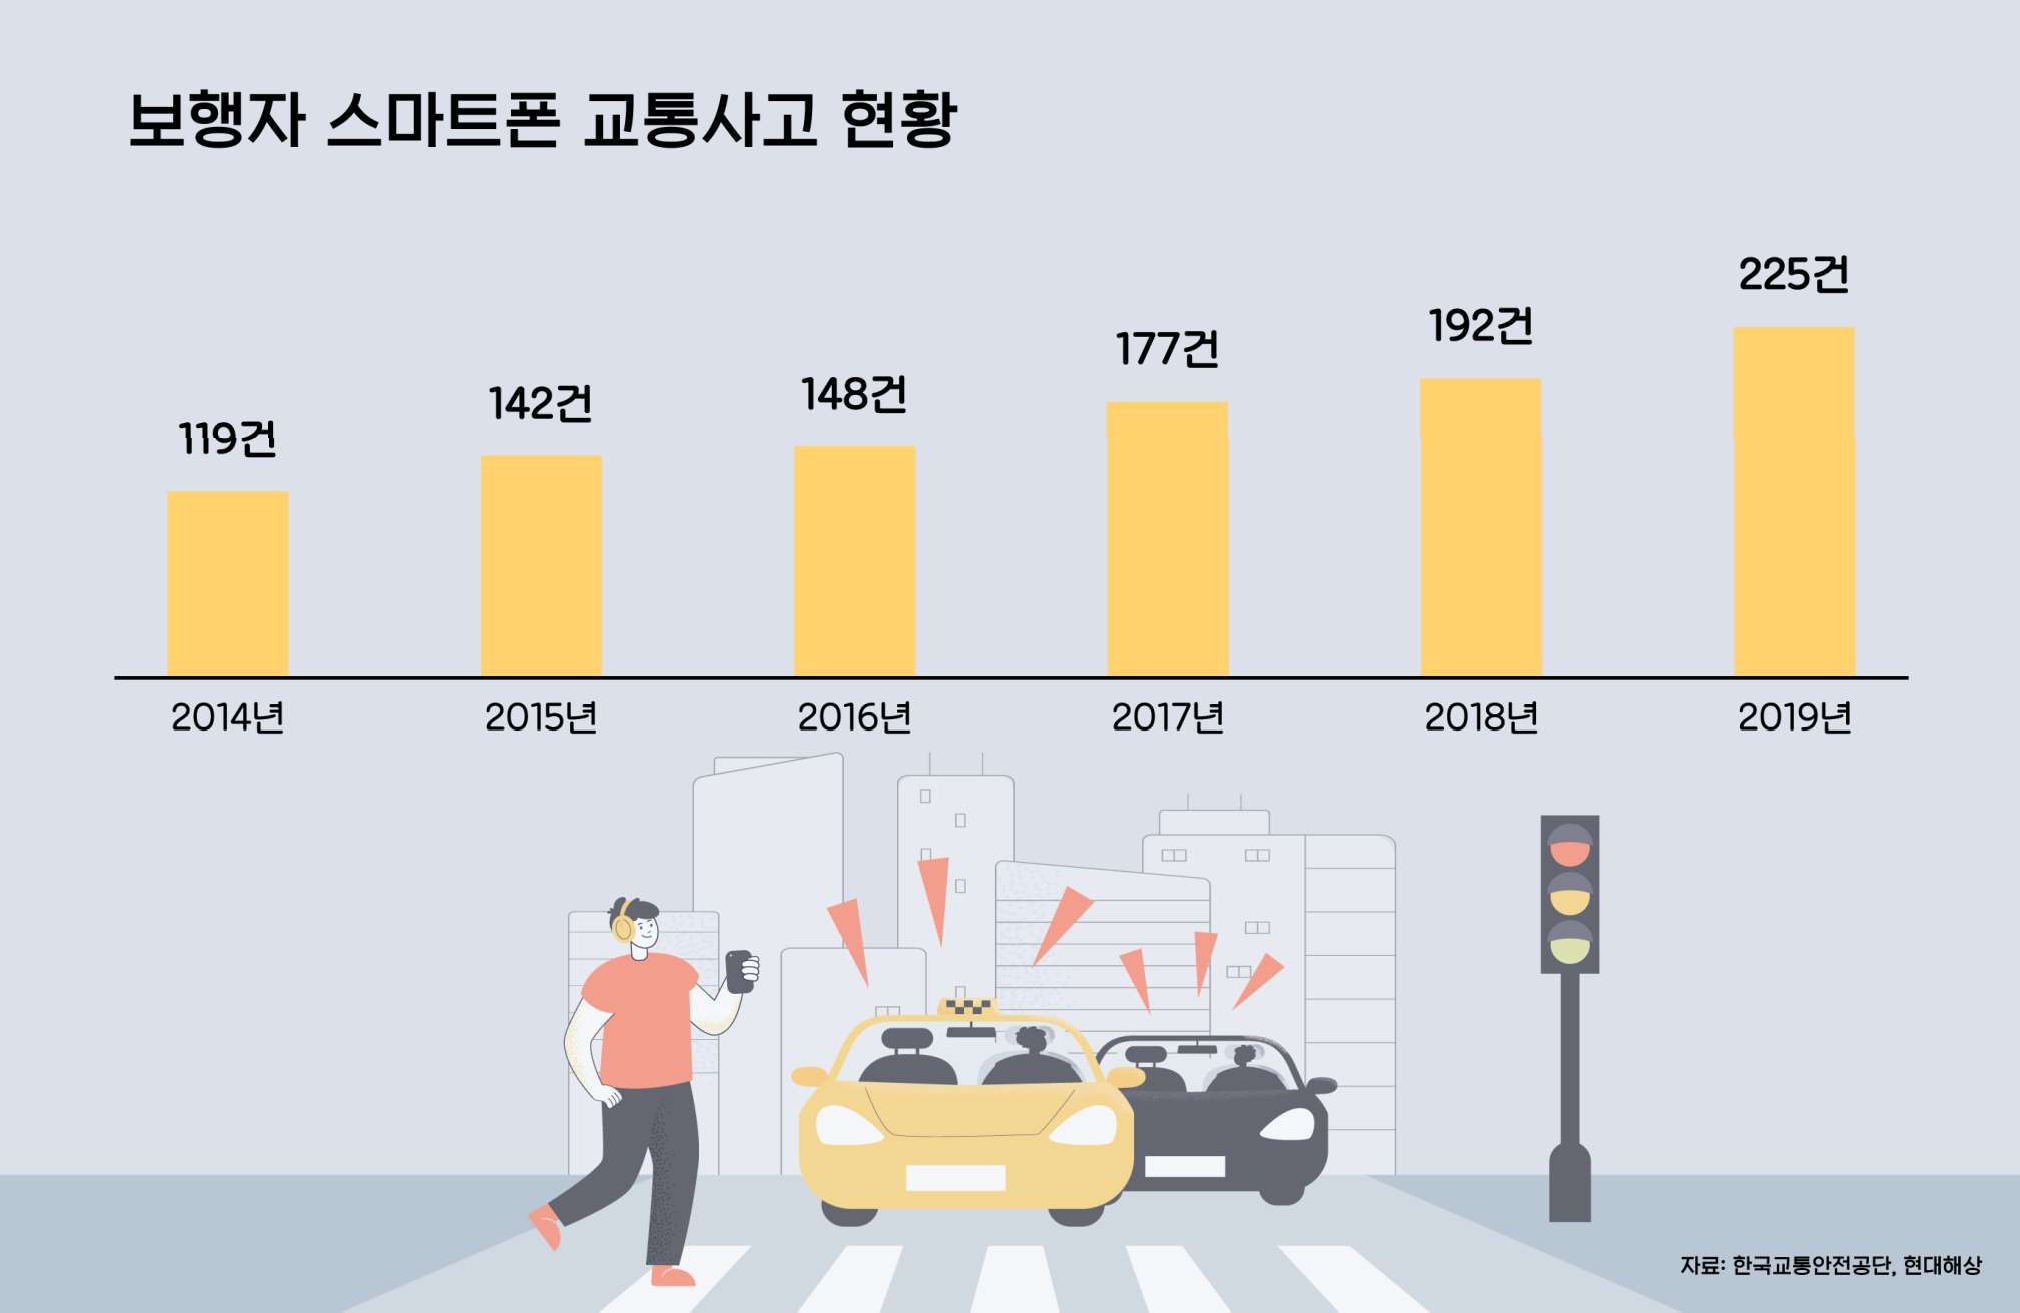 보행자 스마트폰 교통사고 현황
119건
142건
148건
177건
192건
225건
2014년
2015년
2016년
2017년
2018년
2019년
자료: 한국교통안전공단, 현대해상